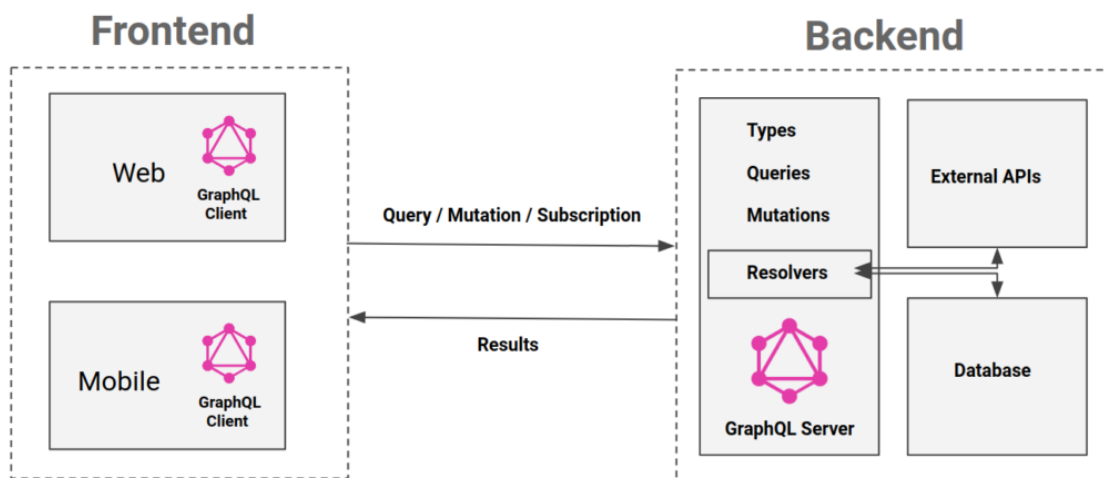 Frontend
Web
GraphQL
Client
Mobile
GraphQL
Client
Query / Mutation / Subscription
Results
Backend
Types
Queries
Mutations
Resolvers
GraphQL Server
External APIs
Database